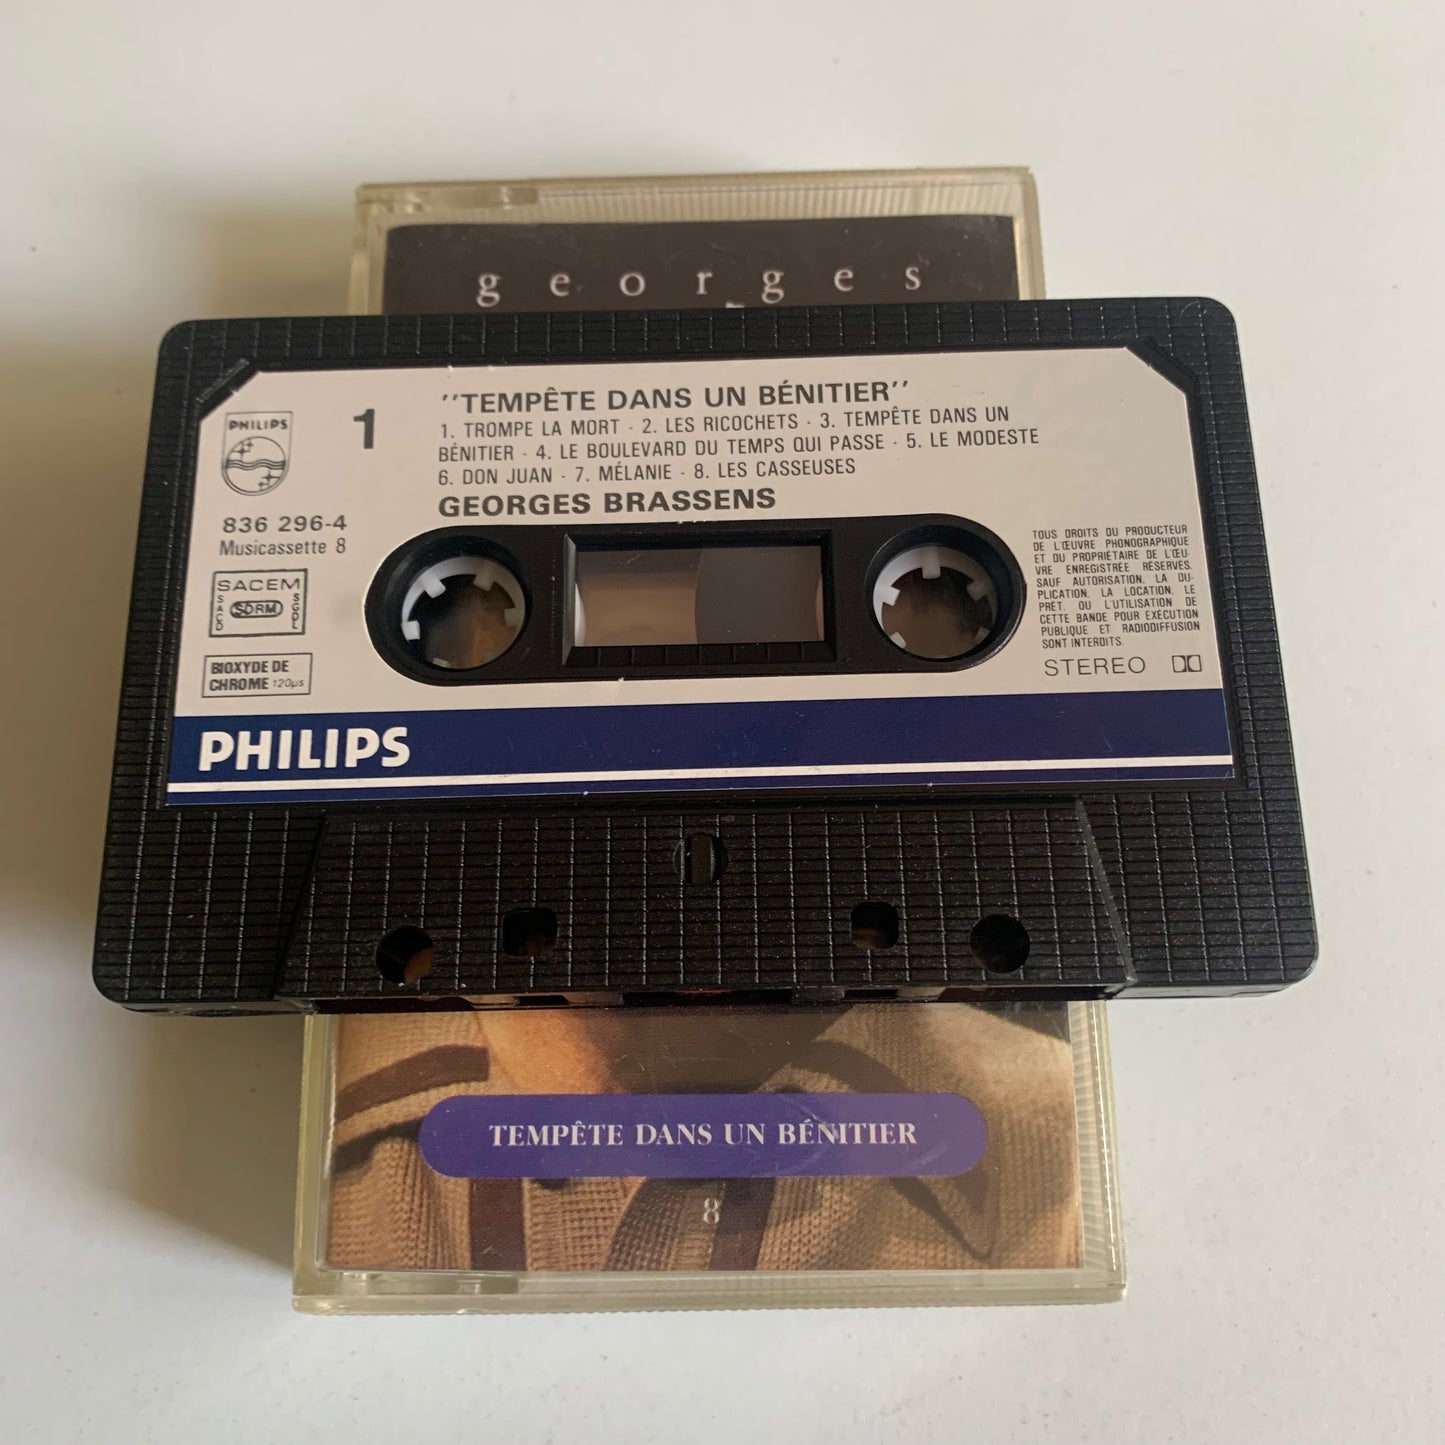 georges
"TEMPÊTE DANS UN BÉNITIER"
1. TROMPE LA MORT - 2. LES RICOCHETS - 3. TEMPÊTE DANS UN
BÉNITIER - 4. LE BOULEVARD DU TEMPS QUI PASSE - 5. LE MODESTE
6. DON JUAN - 7. MÉLANIE - 8. LES CASSEUSES
GEORGES BRASSENS
PHILIPS
1
836 296-4
Musicassette 8
SACEM
SACD
SDRM
SGDL
BIOXYDE DE
CHROME 120µs
TOUS DROITS DU PRODUCTEUR
DE L'ŒUVRE PHONOGRAPHIQUE
ET DU PROPRIÉTAIRE DE L'ŒU-
VRE ENREGISTRÉE RÉSERVES.
SAUF AUTORISATION, LA DU-
PLICATION, LA LOCATION, LE
PRÊT, OU L'UTILISATION DE
CETTE BANDE POUR EXÉCUTION
PUBLIQUE ET RADIODIFFUSION
SONT INTERDITS.
STEREO
PHILIPS
TEMPÊTE DANS UN BÉNITIER
8